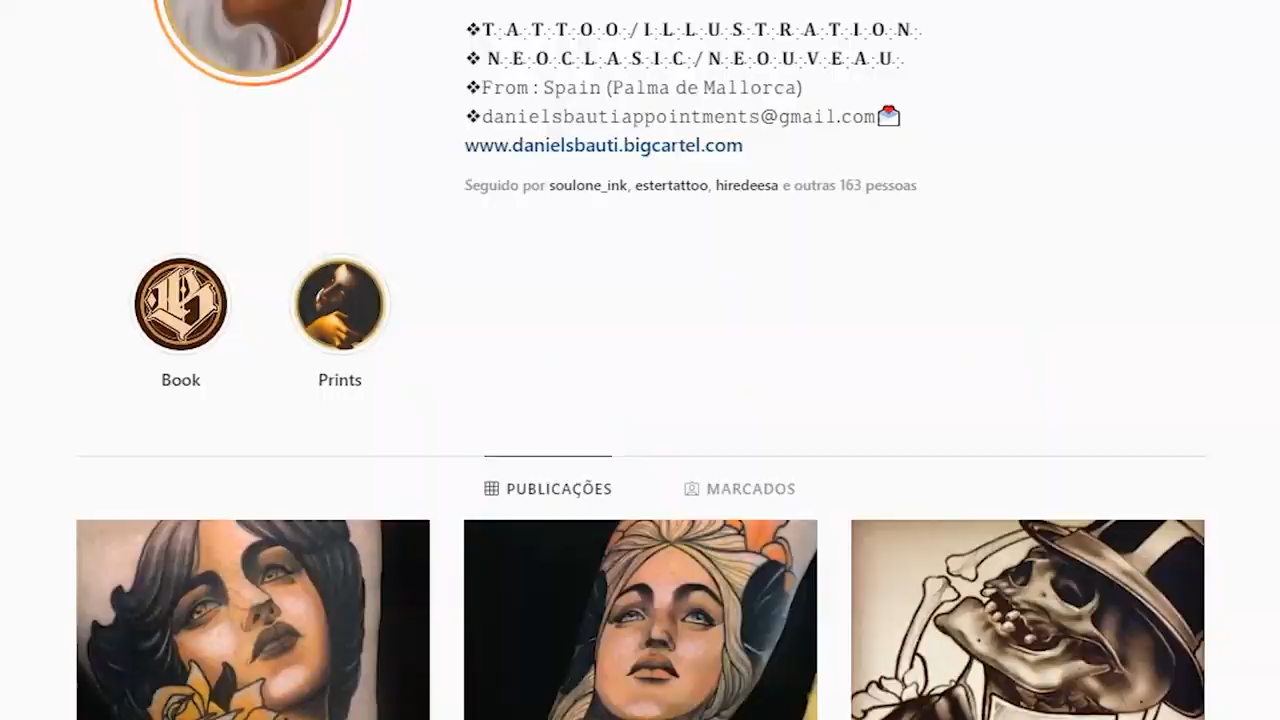 ❖T.A.T.T.O.O./I.L.L.U.S.T.R.A.T.I.O.N.
❖ N.E.O.C.L.A.S.I.C./N.E.O.U.V.E.A.U.
❖From : Spain (Palma de Mallorca)
❖danielsbautiappointments@gmail.com💌
www.danielsbauti.bigcartel.com
Seguido por soulone_ink, estertattoo, hiredeesa e outras 163 pessoas
Book Prints
PUBLICAÇÕES MARCADOS